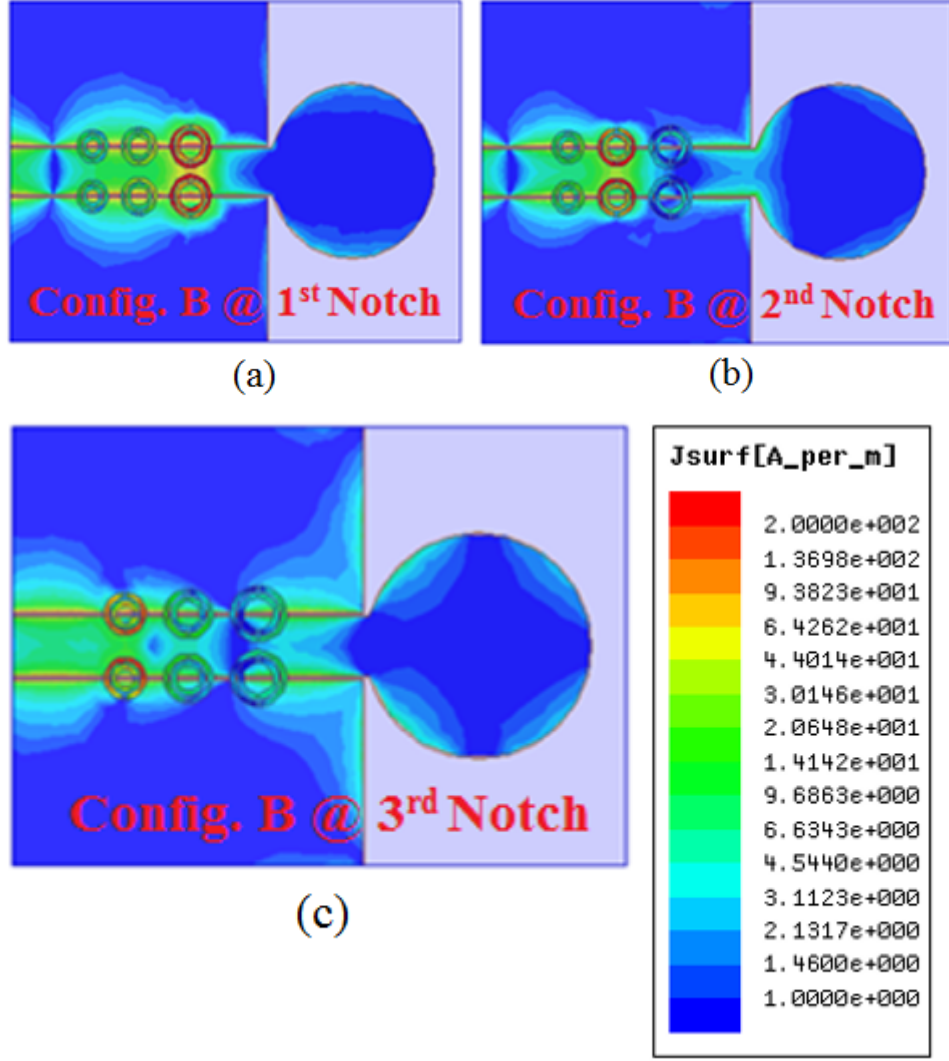 Config. B @ 1st Notch
Config. B @ 2nd Notch
(a)
(b)
Config. B @ 3rd Notch
(c)
Jsurf[A_per_m]
2.0000e+002
1.3698e+002
9.3823e+001
6.4262e+001
4.4014e+001
3.0146e+001
2.0648e+001
1.4142e+001
9.6863e+000
6.6343e+000
4.5440e+000
3.1123e+000
2.1317e+000
1.4600e+000
1.0000e+000